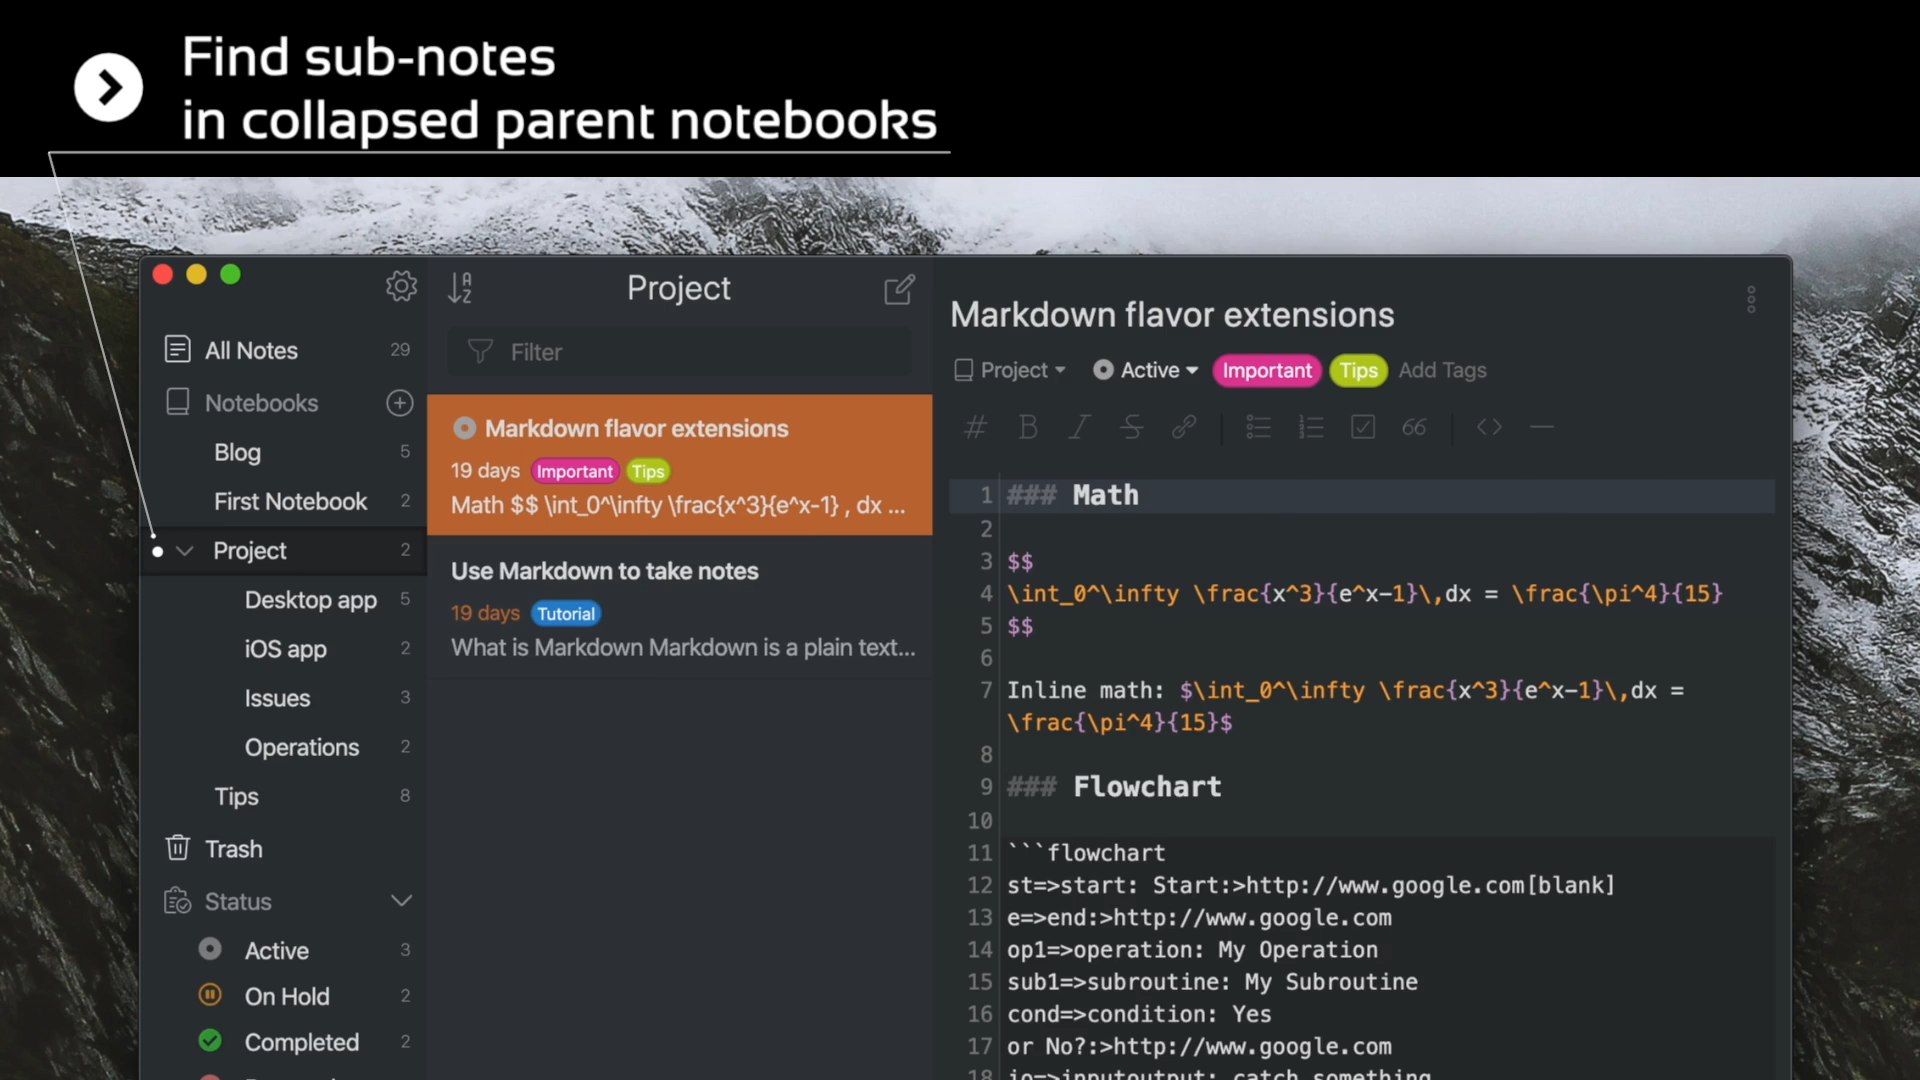 Find sub-notes
in collapsed parent notebooks
All Notes 29
Notebooks
Blog 5
First Notebook 2
Project 2
Desktop app 5
iOS app 2
Issues 3
Operations 2
Tips 8
Trash
Status
Active 3
On Hold 2
Completed 2
Project
Filter
Markdown flavor extensions
19 days Important Tips
Math $$ \int_0^\infty \frac{x^3}{e^x-1} , dx ...
Use Markdown to take notes
19 days Tutorial
What is Markdown Markdown is a plain text...
Markdown flavor extensions
Project Active Important Tips Add Tags
1 ### Math
2
3 $$
4 \int_0^\infty \frac{x^3}{e^x-1}\,dx = \frac{\pi^4}{15}
5 $$
6
7 Inline math: $\int_0^\infty \frac{x^3}{e^x-1}\,dx =
\frac{\pi^4}{15}$
8
9 ### Flowchart
10
11 ```flowchart
12 st=>start: Start:>http://www.google.com[blank]
13 e=>end:>http://www.google.com
14 op1=>operation: My Operation
15 sub1=>subroutine: My Subroutine
16 cond=>condition: Yes
17 or No?:>http://www.google.com
18 io=>inputoutput: catch something